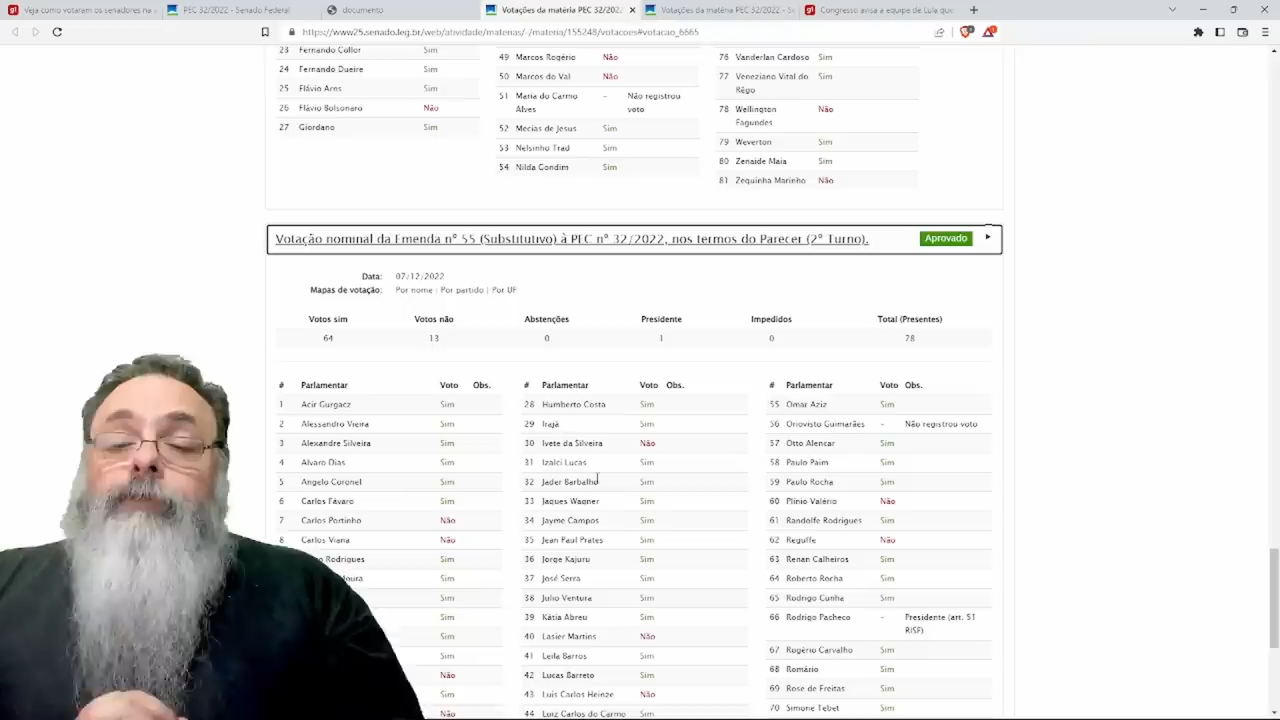 Veja como votaram os senadores na
PEC 32/2022 - Senado Federal
documento
Votações da matéria PEC 32/202
Votações da matéria PEC 32/2022 - Se
Congresso avisa a equipe de Lula que
https://www25.senado.leg.br/web/atividade/materias/-/materia/155248/votacoes#votacao_6665
23 Fernando Collor Sim
24 Fernando Dueire Sim
25 Flávio Arns Sim
26 Flávio Bolsonaro Não
27 Giordano Sim
49 Marcos Rogério Não
50 Marcos do Val Não
51 Maria do Carmo Alves - Não registrou voto
52 Mecias de Jesus Sim
53 Nelsinho Trad Sim
54 Nilda Gondim Sim
76 Vanderlan Cardoso Sim
77 Veneziano Vital do Rêgo Sim
78 Wellington Fagundes Não
79 Weverton Sim
80 Zenaide Maia Sim
81 Zequinha Marinho Não
Votação nominal da Emenda nº 55 (Substitutivo) à PEC nº 32/2022, nos termos do Parecer (2º Turno). Aprovado
Data: 07/12/2022
Mapas de votação: Por nome | Por partido | Por UF
Votos sim Votos não Abstenções Presidente Impedidos Total (Presentes)
64 13 0 1 0 78
# Parlamentar Voto Obs.
1 Acir Gurgacz Sim
2 Alessandro Vieira Sim
3 Alexandre Silveira Sim
4 Alvaro Dias Sim
5 Angelo Coronel Sim
6 Carlos Fávaro Sim
7 Carlos Portinho Não
8 Carlos Viana Não
Rodrigues Sim
Sim
Sim
Sim
Sim
Sim
Não
Sim
Não
# Parlamentar Voto Obs.
28 Humberto Costa Sim
29 Irajá Sim
30 Ivete da Silveira Não
31 Izalci Lucas Sim
32 Jader Barbalho Sim
33 Jaques Wagner Sim
34 Jayme Campos Sim
35 Jean Paul Prates Sim
36 Jorge Kajuru Sim
37 José Serra Sim
38 Julio Ventura Sim
39 Kátia Abreu Sim
40 Lasier Martins Não
41 Leila Barros Sim
42 Lucas Barreto Sim
43 Luis Carlos Heinze Não
44 Luiz Carlos do Carmo Sim
# Parlamentar Voto Obs.
55 Omar Aziz Sim
56 Oriovisto Guimarães - Não registrou voto
57 Otto Alencar Sim
58 Paulo Paim Sim
59 Paulo Rocha Sim
60 Plínio Valério Não
61 Randolfe Rodrigues Sim
62 Reguffe Não
63 Renan Calheiros Sim
64 Roberto Rocha Sim
65 Rodrigo Cunha Sim
66 Rodrigo Pacheco - Presidente (art. 51 RISF)
67 Rogério Carvalho Sim
68 Romário Sim
69 Rose de Freitas Sim
70 Simone Tebet Sim